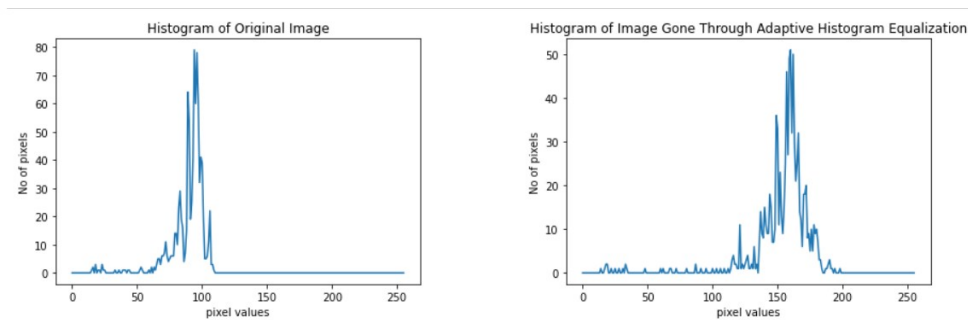 Histogram of Original Image
80
70
60
50
40
30
20
10
0
No of pixels
0 50 100 150 200 250
pixel values
Histogram of Image Gone Through Adaptive Histogram Equalization
50
40
30
20
10
0
No of pixels
0 50 100 150 200 250
pixel values